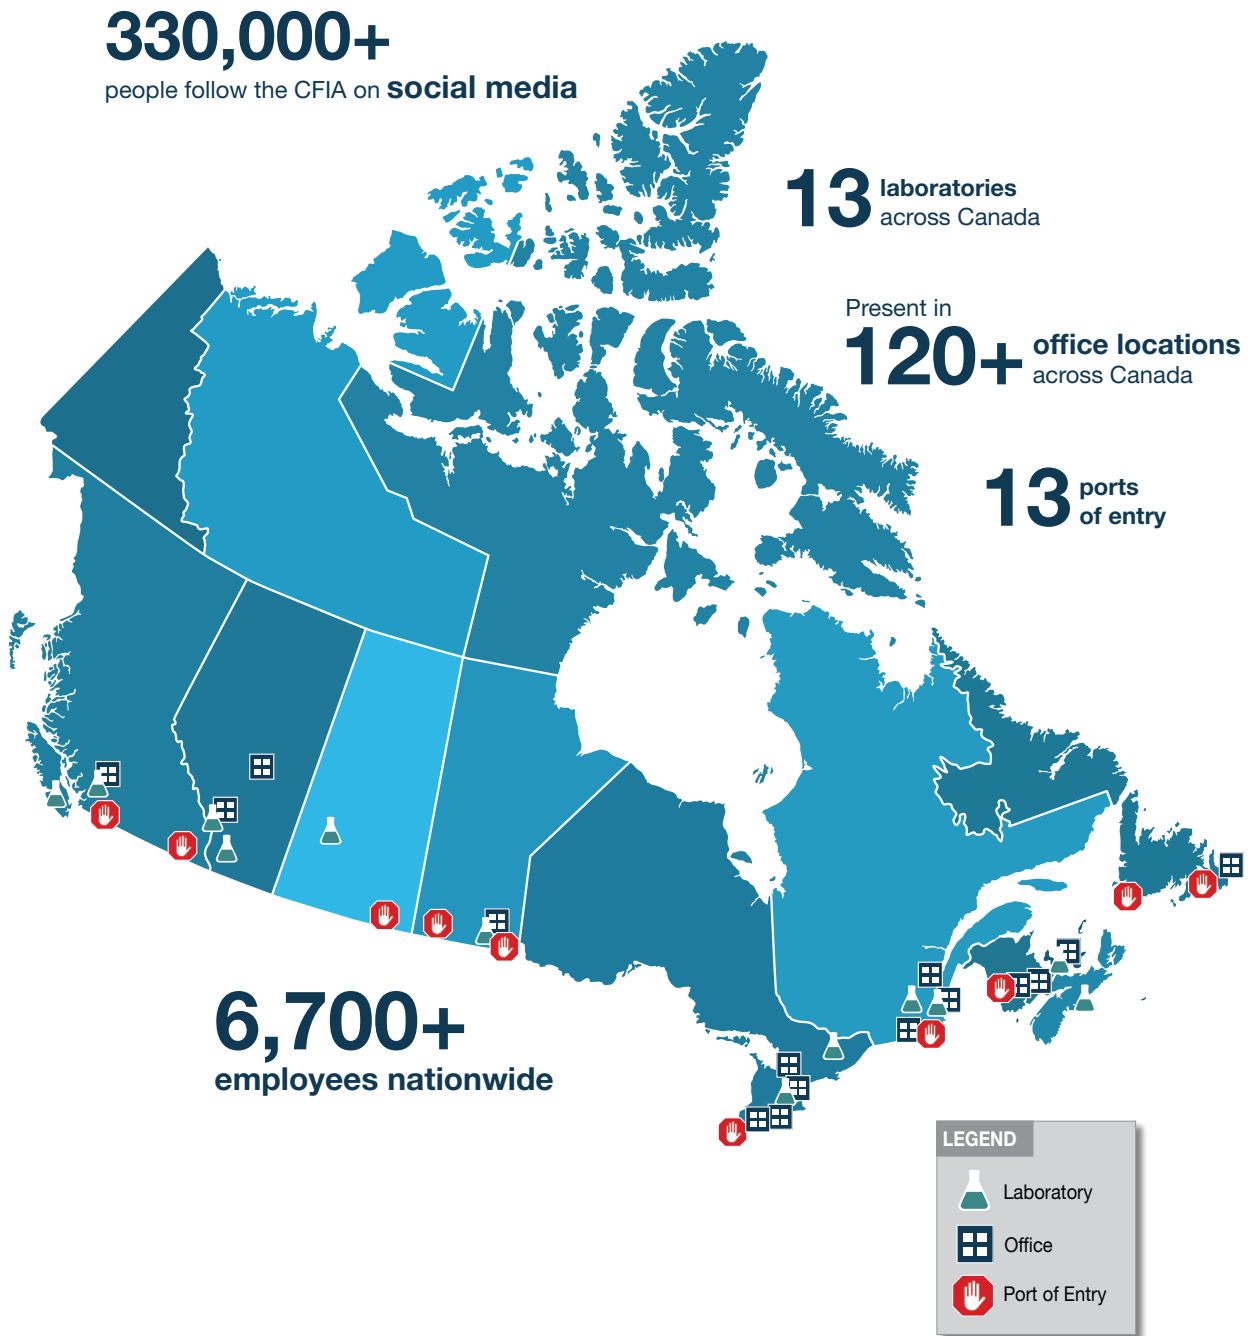 330,000+
people follow the CFIA on social media
13 laboratories
across Canada
Present in
120+ office locations
across Canada
13 ports
of entry
6,700+
employees nationwide
LEGEND
Laboratory
Office
Port of Entry